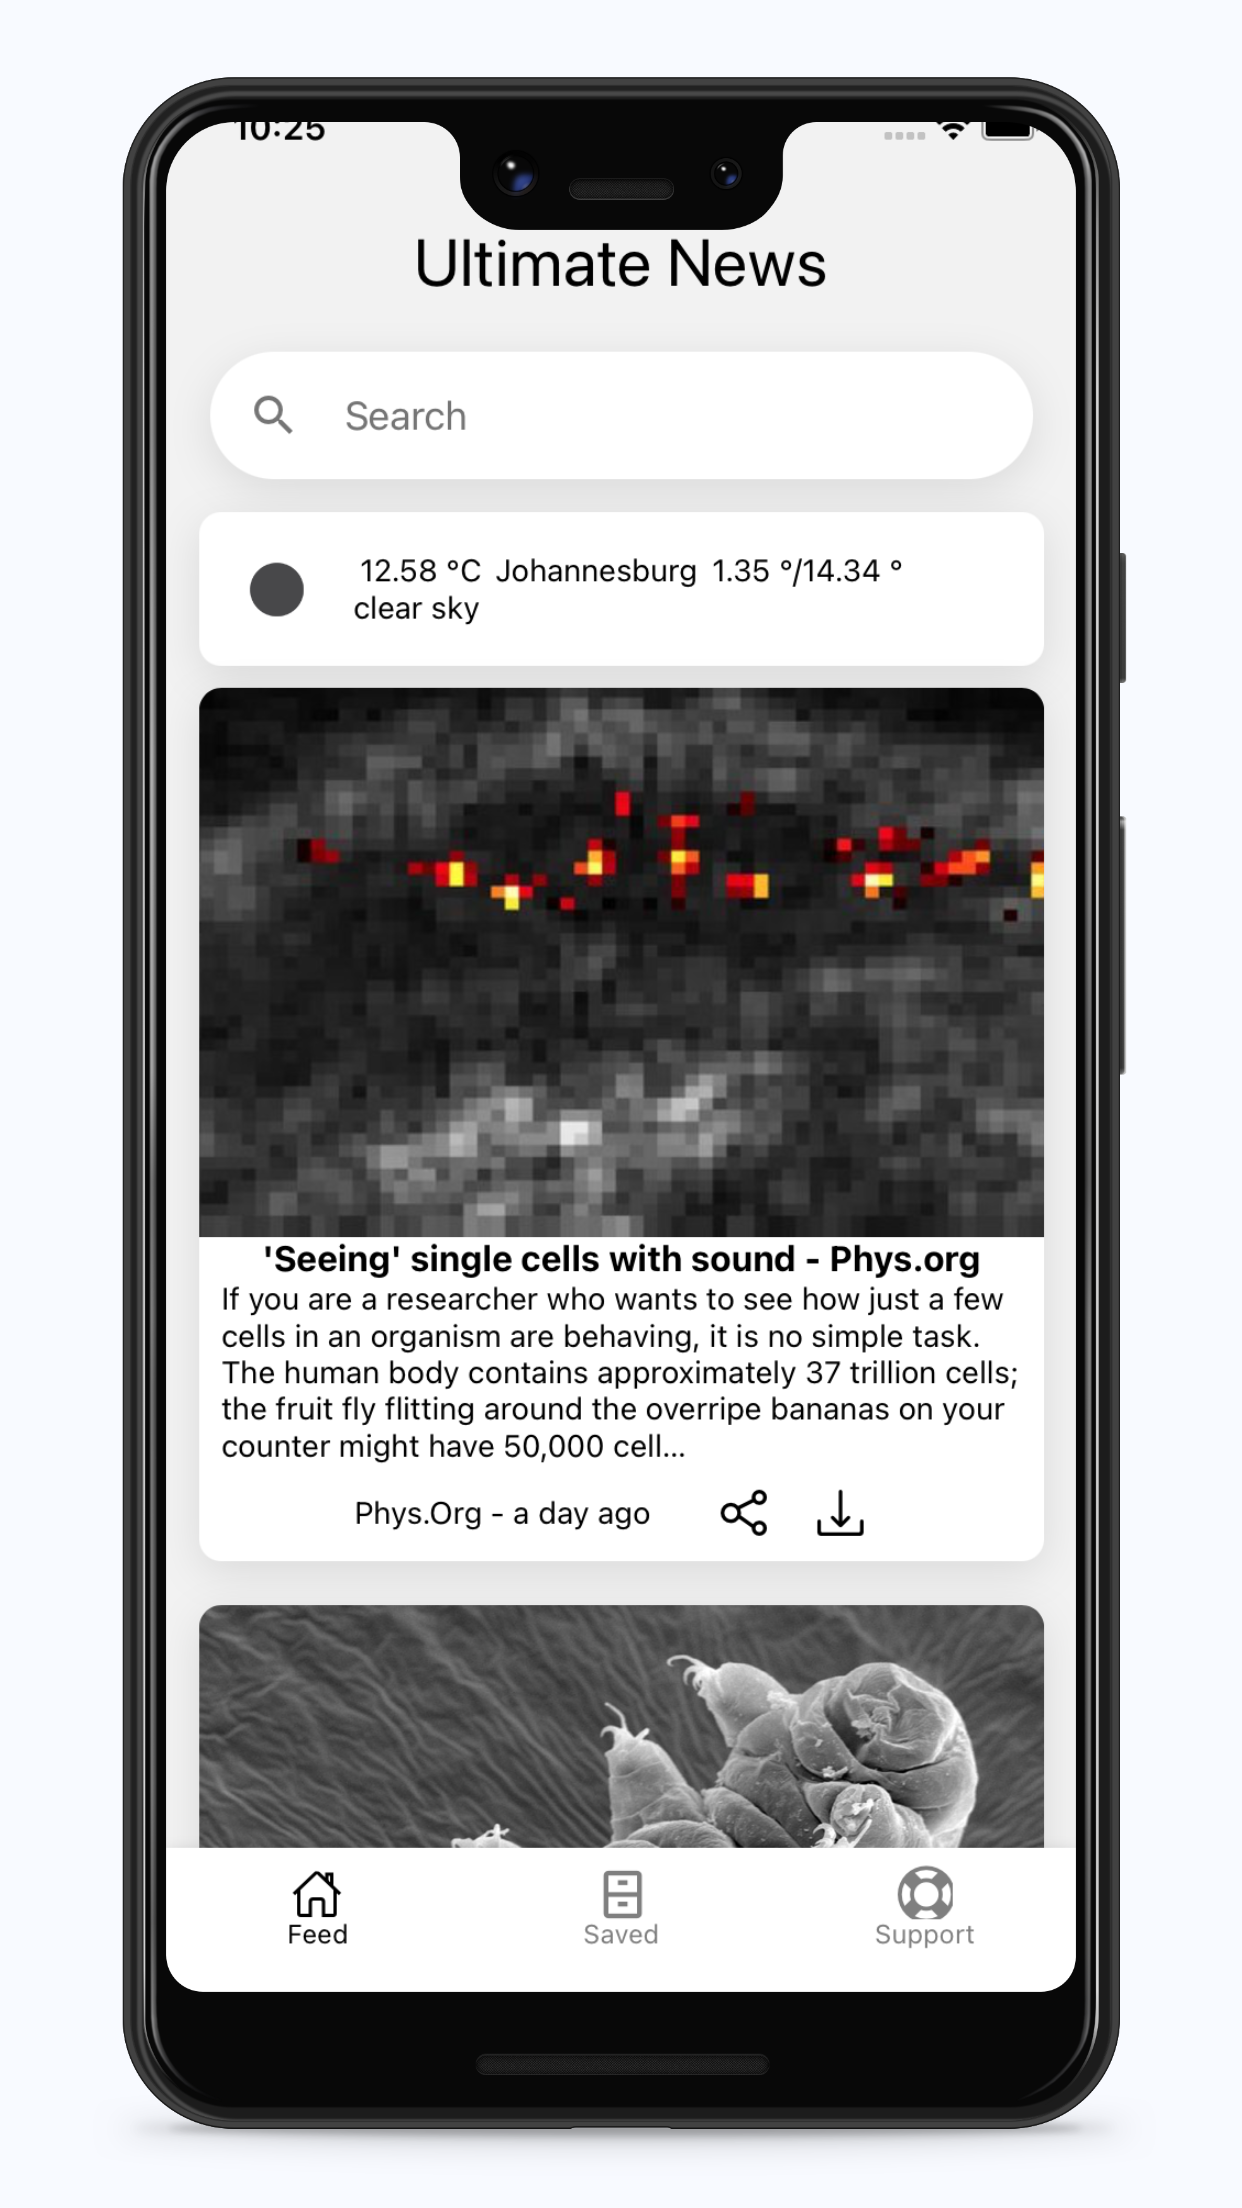 10:25
Ultimate News
Search
12.58 °C Johannesburg 1.35 °/14.34 °
clear sky
'Seeing' single cells with sound - Phys.org
If you are a researcher who wants to see how just a few
cells in an organism are behaving, it is no simple task.
The human body contains approximately 37 trillion cells;
the fruit fly flitting around the overripe bananas on your
counter might have 50,000 cell...
Phys.Org - a day ago
Feed
Saved
Support